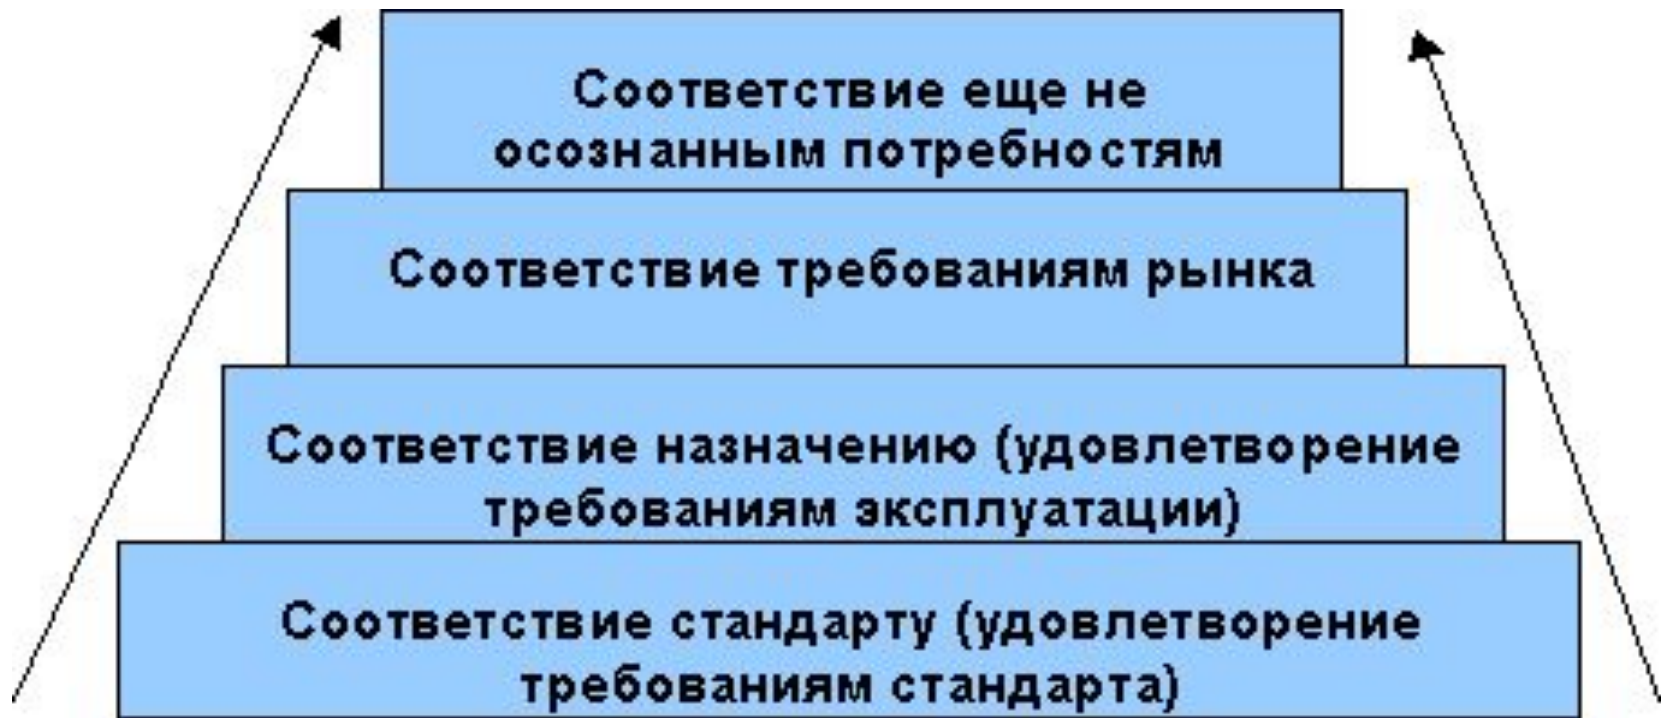 Соответствие еще не
осознанным потребностям
Соответствие требованиям рынка
Соответствие назначению (удовлетворение
требованиям эксплуатации)
Соответствие стандарту (удовлетворение
требованиям стандарта)